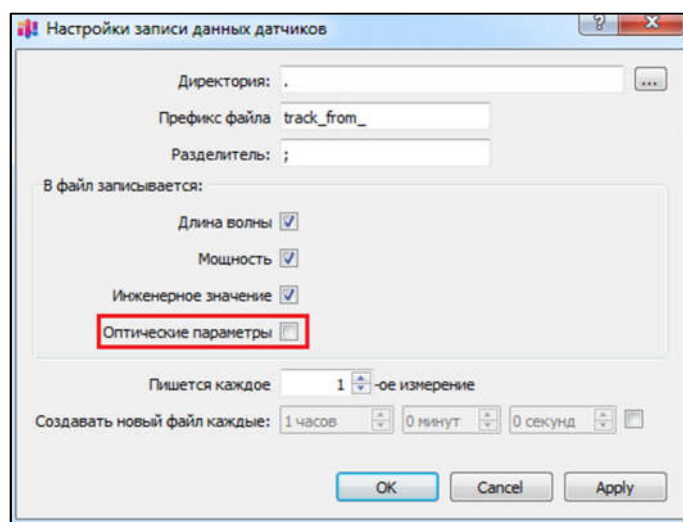 Настройки записи данных датчиков
Директория: . ...
Префикс файла track_from_
Разделитель: ;
В файл записывается:
Длина волны
Мощность
Инженерное значение
Оптические параметры
Пишется каждое 1 -ое измерение
Создавать новый файл каждые: 1 часов 0 минут 0 секунд
OK Cancel Apply